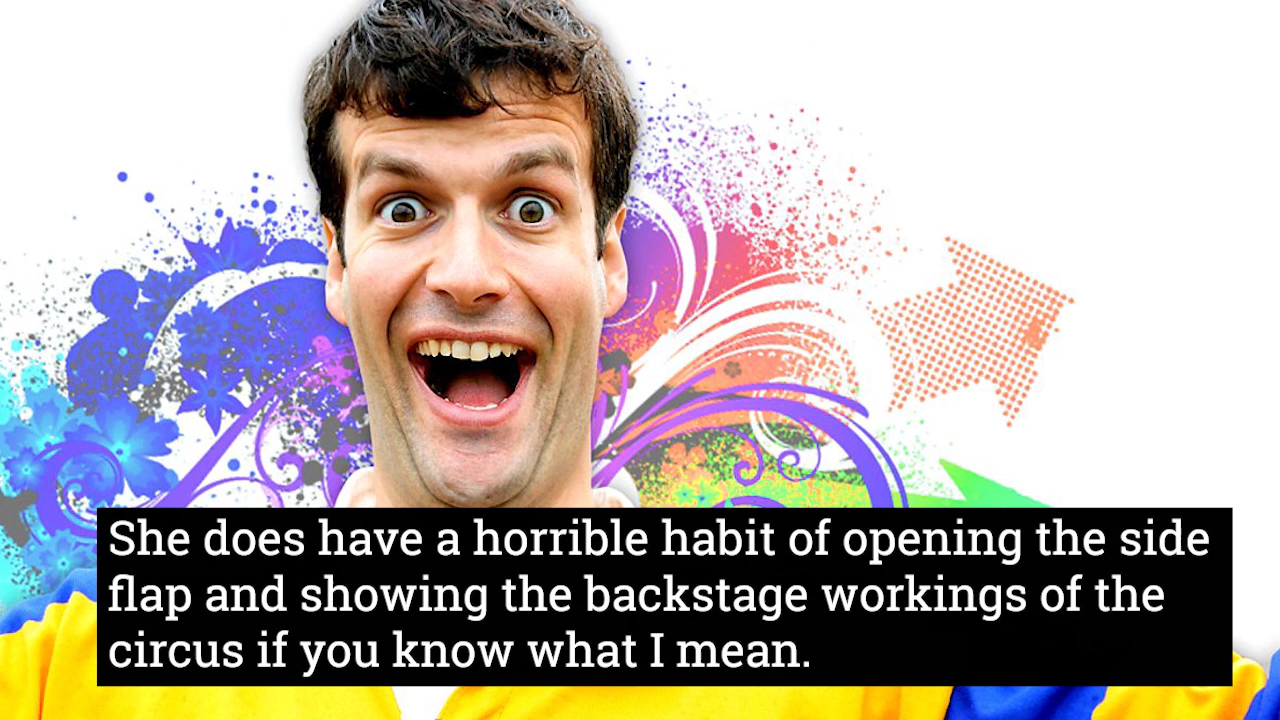 She does have a horrible habit of opening the side
flap and showing the backstage workings of the
circus if you know what I mean.